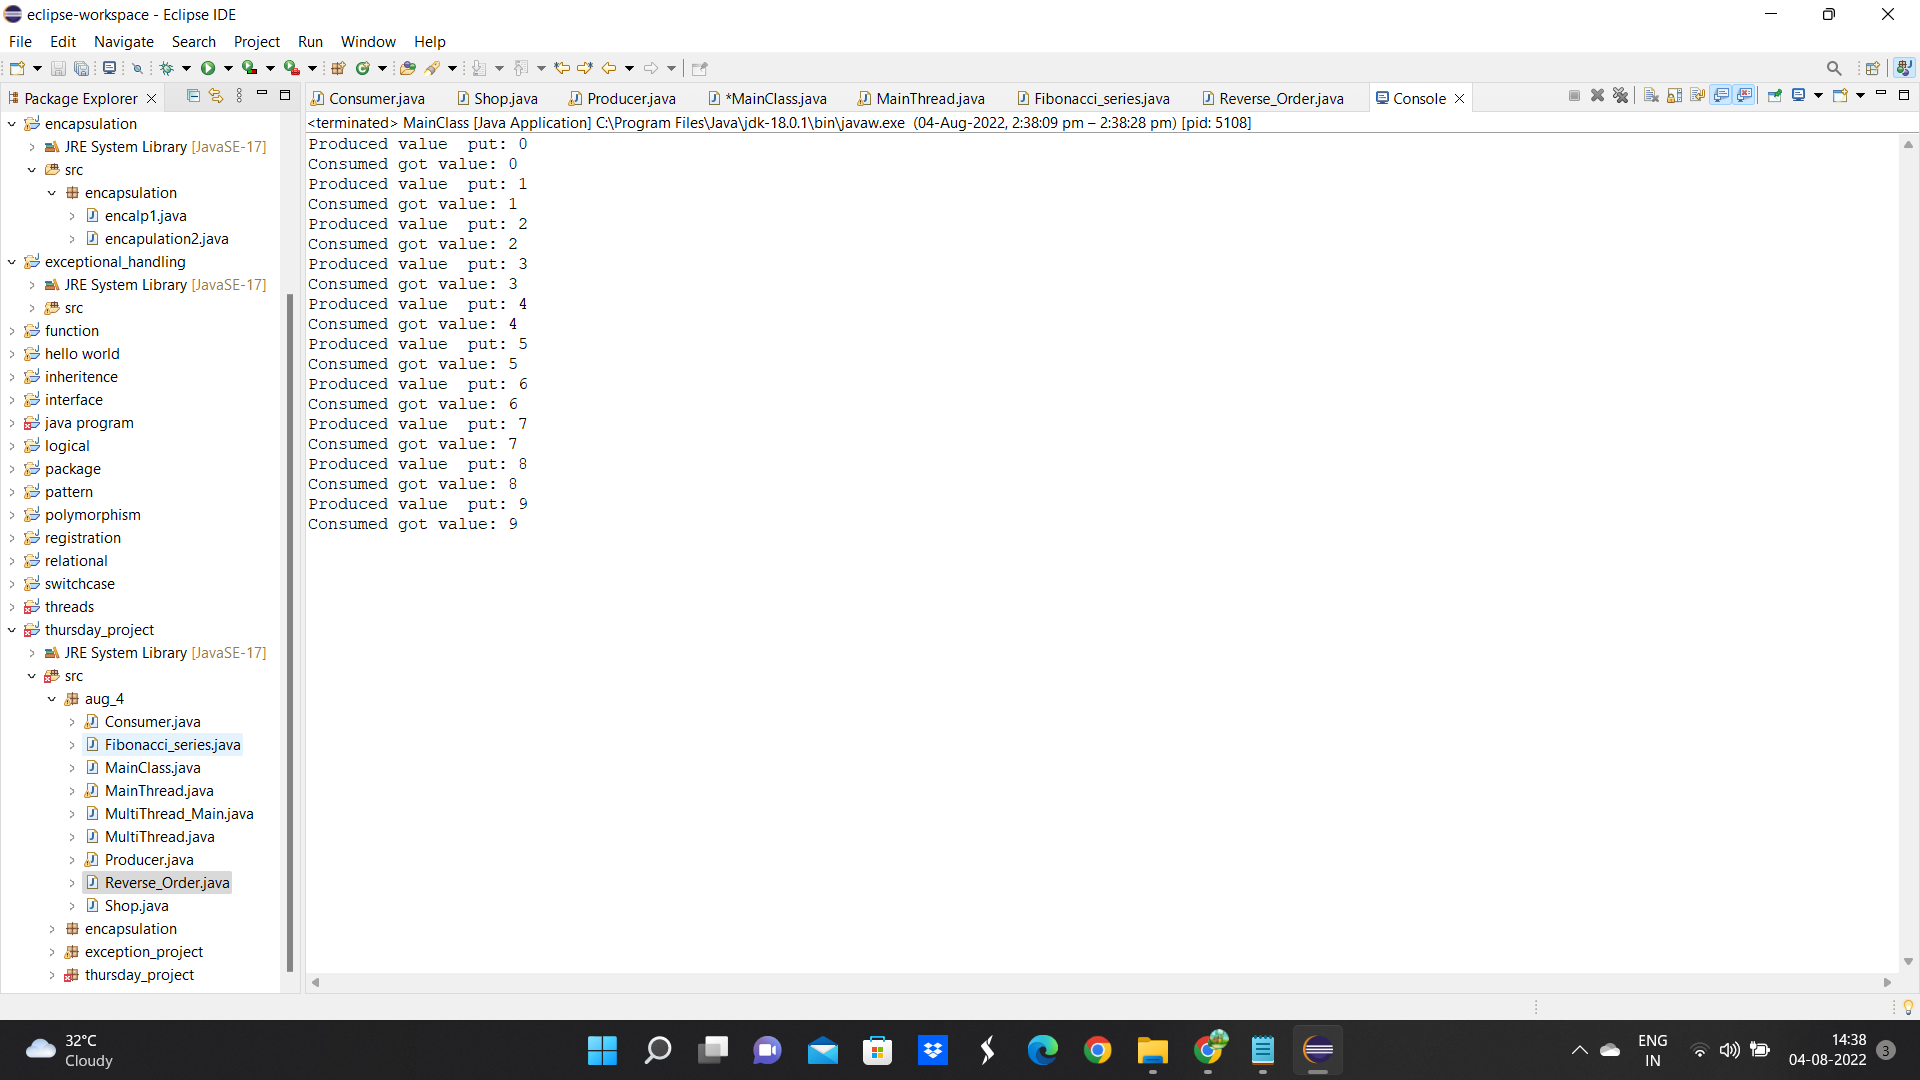 eclipse-workspace - Eclipse IDE
File Edit Navigate Search Project Run Window Help
Package Explorer
encapsulation
JRE System Library [JavaSE-17]
src
encapsulation
encalp1.java
encapulation2.java
exceptional_handling
JRE System Library [JavaSE-17]
src
function
hello world
inheritence
interface
java program
logical
package
pattern
polymorphism
registration
relational
switchcase
threads
thursday_project
JRE System Library [JavaSE-17]
src
aug_4
Consumer.java
Fibonacci_series.java
MainClass.java
MainThread.java
MultiThread_Main.java
MultiThread.java
Producer.java
Reverse_Order.java
Shop.java
encapsulation
exception_project
thursday_project
Consumer.java Shop.java Producer.java *MainClass.java MainThread.java Fibonacci_series.java Reverse_Order.java Console
<terminated> MainClass [Java Application] C:\Program Files\Java\jdk-18.0.1\bin\javaw.exe (04-Aug-2022, 2:38:09 pm – 2:38:28 pm) [pid: 5108]
Produced value  put: 0
Consumed got value: 0
Produced value  put: 1
Consumed got value: 1
Produced value  put: 2
Consumed got value: 2
Produced value  put: 3
Consumed got value: 3
Produced value  put: 4
Consumed got value: 4
Produced value  put: 5
Consumed got value: 5
Produced value  put: 6
Consumed got value: 6
Produced value  put: 7
Consumed got value: 7
Produced value  put: 8
Consumed got value: 8
Produced value  put: 9
Consumed got value: 9
32°C
Cloudy
ENG
IN
14:38
04-08-2022
3